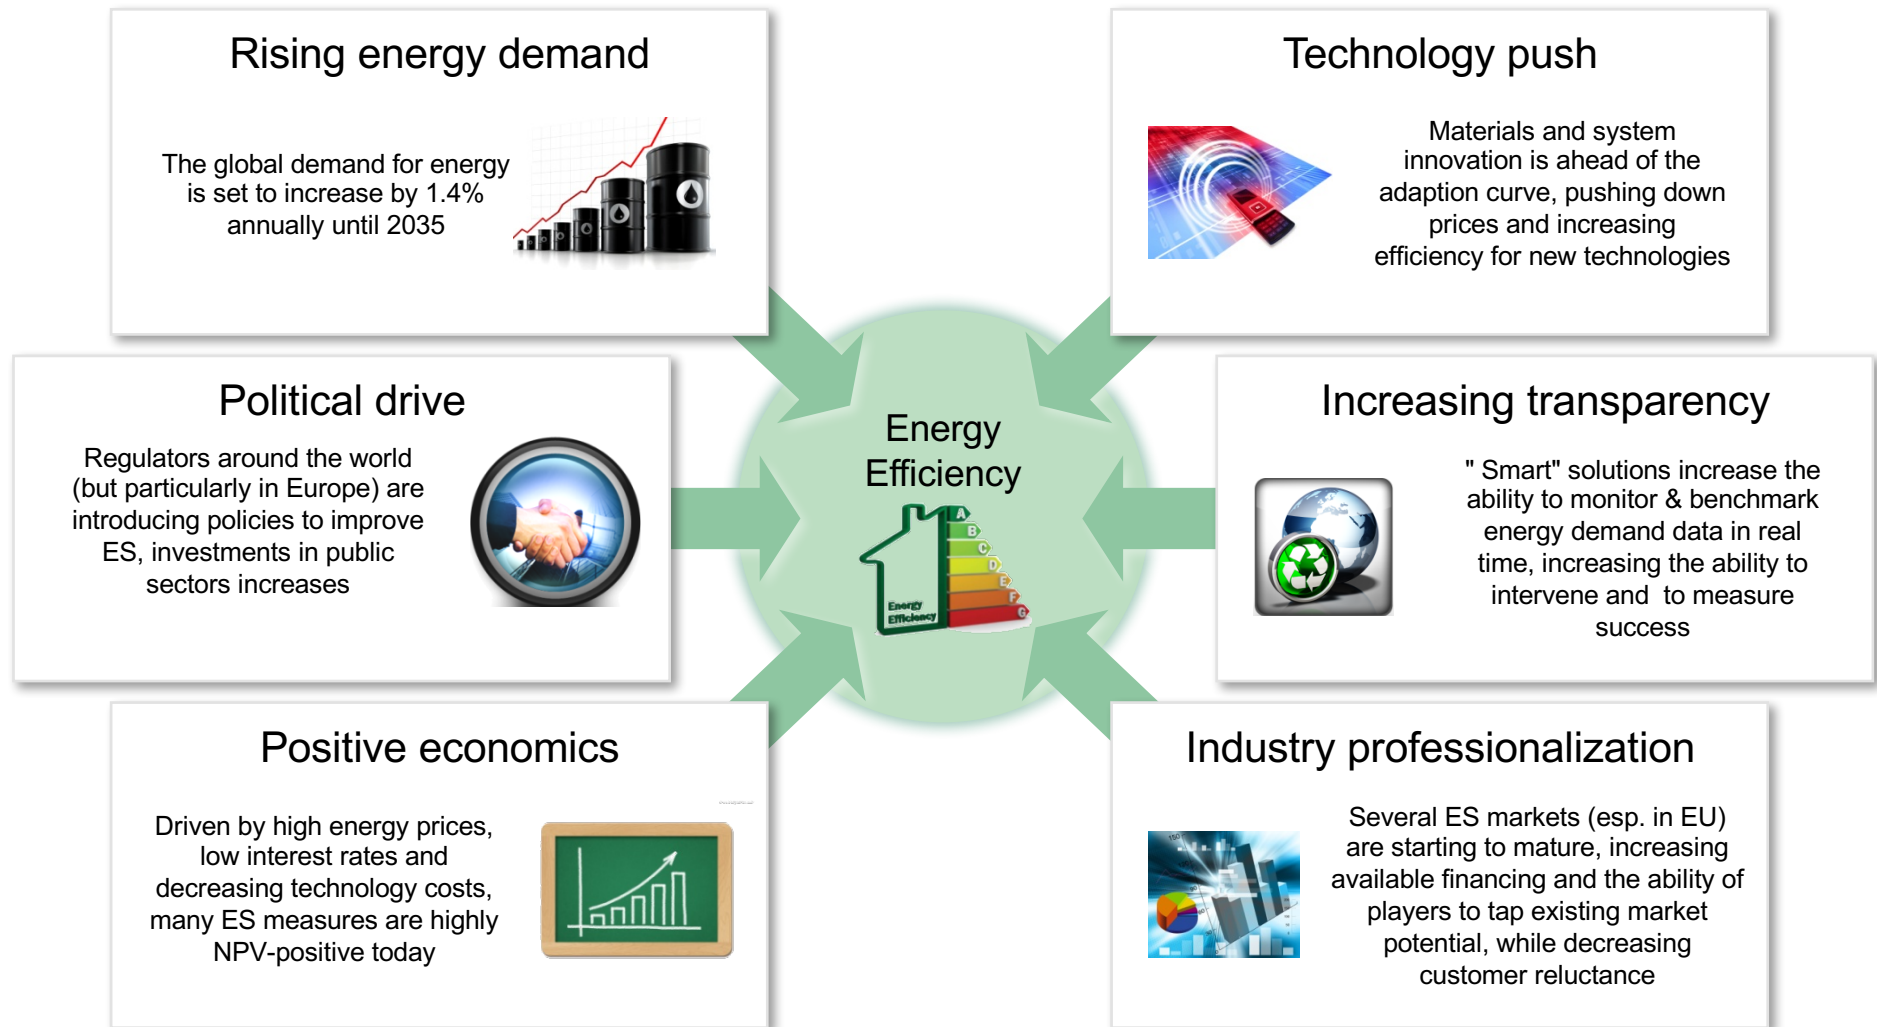 Rising energy demand
The global demand for energy
is set to increase by 1.4%
annually until 2035
Technology push
Materials and system
innovation is ahead of the
adaption curve, pushing down
prices and increasing
efficiency for new technologies
Political drive
Regulators around the world
(but particularly in Europe) are
introducing policies to improve
ES, investments in public
sectors increases
Energy
Efficiency
A
B
C
D
E
F
G
Energy
Efficiency
Increasing transparency
" Smart" solutions increase the
ability to monitor & benchmark
energy demand data in real
time, increasing the ability to
intervene and  to measure
success
Positive economics
Driven by high energy prices,
low interest rates and
decreasing technology costs,
many ES measures are highly
NPV-positive today
Industry professionalization
Several ES markets (esp. in EU)
are starting to mature, increasing
available financing and the ability of
players to tap existing market
potential, while decreasing
customer reluctance
150